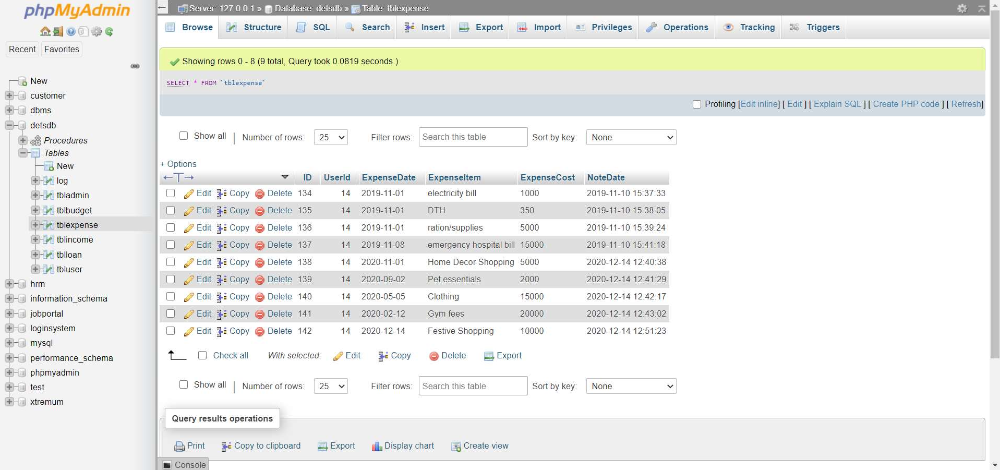 phpMyAdmin
Recent Favorites
New
customer
dbms
detsdb
Procedures
Tables
New
log
tbladmin
tblbudget
tblexpense
tblincome
tblloan
tbluser
hrm
information_schema
jobportal
loginsystem
mysql
performance_schema
phpmyadmin
test
xtremum
Server: 127.0.0.1 » Database: detsdb » Table: tblexpense
Browse Structure SQL Search Insert Export Import Privileges Operations Tracking Triggers
Showing rows 0 - 8 (9 total, Query took 0.0819 seconds.)
SELECT * FROM `tblexpense`
Profiling [Edit inline] [ Edit ] [ Explain SQL ] [ Create PHP code ] [ Refresh]
Show all | Number of rows: 25 Filter rows: Search this table Sort by key: None
+ Options
←T→ ID UserId ExpenseDate ExpenseItem ExpenseCost NoteDate
Edit Copy Delete 134 14 2019-11-01 electricity bill 1000 2019-11-10 15:37:33
Edit Copy Delete 135 14 2019-11-01 DTH 350 2019-11-10 15:38:05
Edit Copy Delete 136 14 2019-11-01 ration/supplies 5000 2019-11-10 15:39:24
Edit Copy Delete 137 14 2019-11-08 emergency hospital bill 15000 2019-11-10 15:41:18
Edit Copy Delete 138 14 2020-11-01 Home Decor Shopping 5000 2020-12-14 12:40:38
Edit Copy Delete 139 14 2020-09-02 Pet essentials 2000 2020-12-14 12:41:29
Edit Copy Delete 140 14 2020-05-05 Clothing 15000 2020-12-14 12:42:17
Edit Copy Delete 141 14 2020-02-12 Gym fees 20000 2020-12-14 12:43:02
Edit Copy Delete 142 14 2020-12-14 Festive Shopping 10000 2020-12-14 12:51:23
Check all With selected: Edit Copy Delete Export
Show all | Number of rows: 25 Filter rows: Search this table Sort by key: None
Query results operations
Print Copy to clipboard Export Display chart Create view
Console